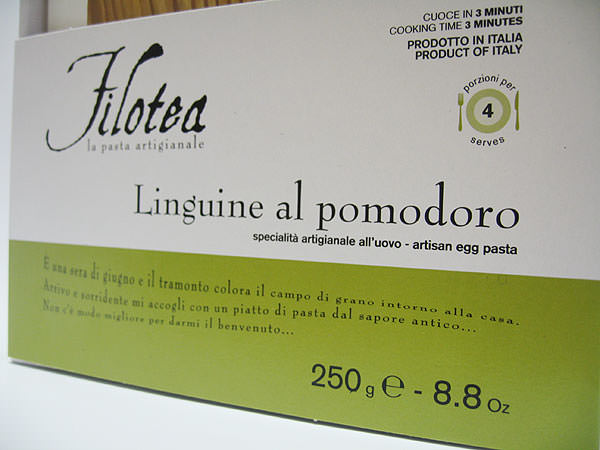 CUOCE IN 3 MINUTI
COOKING TIME 3 MINUTES
PRODOTTO IN ITALIA
PRODUCT OF ITALY
Filotea
la pasta artigianale
porzioni per
4
serves
Linguine al pomodoro
specialità artigianale all'uovo - artisan egg pasta
È una sera di giugno e il tramonto colora il campo di grano intorno alla casa.
Arrivo e sorridente mi accogli con un piatto di pasta dal sapore antico...
Non c'è modo migliore per darmi il benvenuto...
250 g ℮ - 8.8 Oz